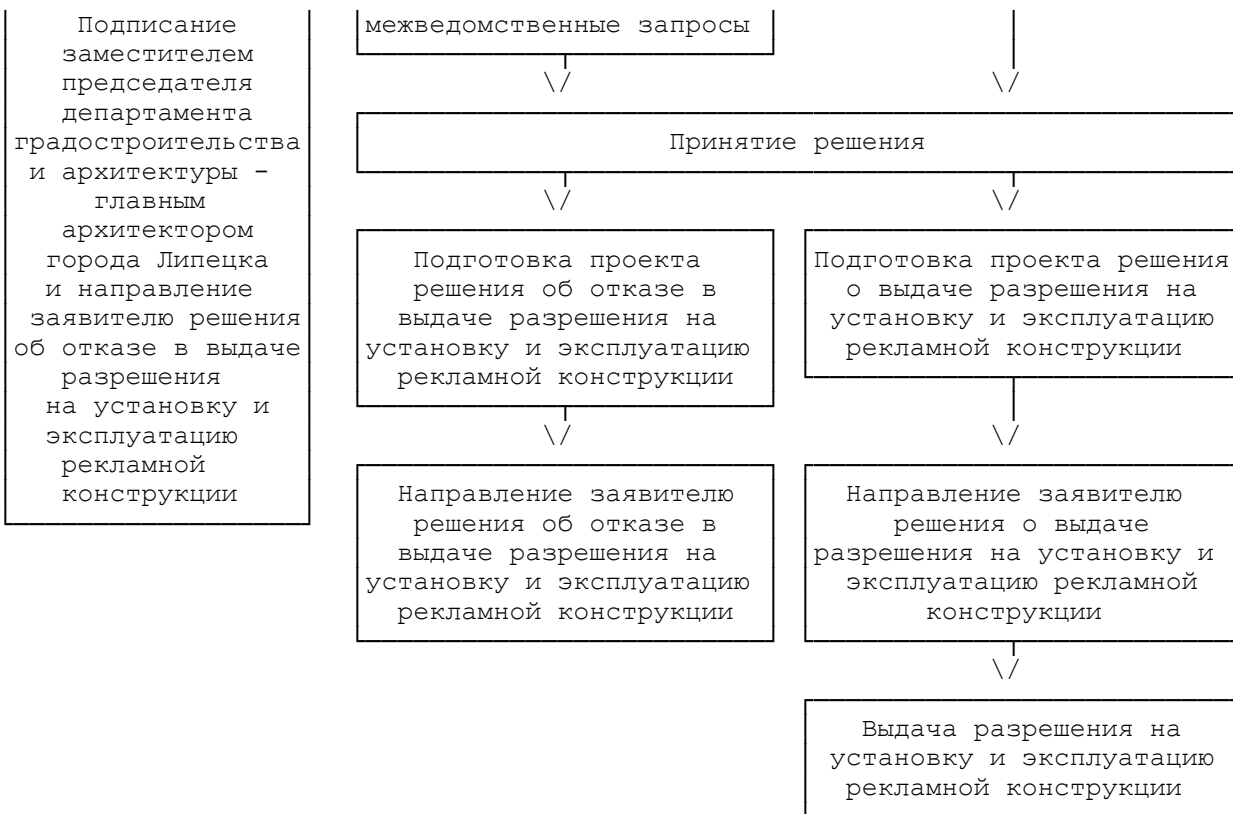 Подписание
заместителем
председателя
департамента
градостроительства
и архитектуры -
главным
архитектором
города Липецка
и направление
заявителю решения
об отказе в выдаче
разрешения
на установку и
эксплуатацию
рекламной
конструкции
межведомственные запросы
\/
\/
Принятие решения
\/
\/
Подготовка проекта
решения об отказе в
выдаче разрешения на
установку и эксплуатацию
рекламной конструкции
\/
Направление заявителю
решения об отказе в
выдаче разрешения на
установку и эксплуатацию
рекламной конструкции
Подготовка проекта решения
о выдаче разрешения на
установку и эксплуатацию
рекламной конструкции
\/
Направление заявителю
решения о выдаче
разрешения на установку и
эксплуатацию рекламной
конструкции
\/
Выдача разрешения на
установку и эксплуатацию
рекламной конструкции